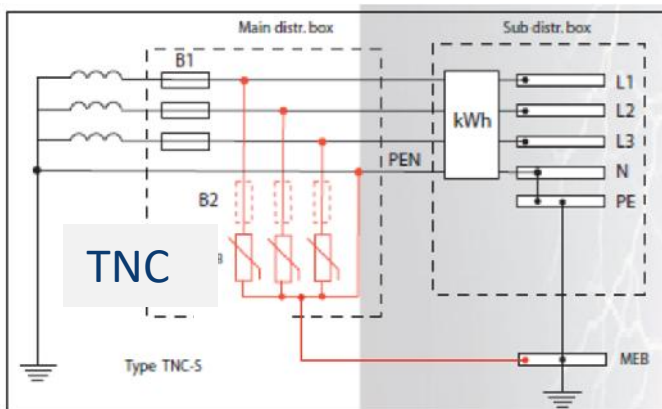 Main distr. box
Sub distr. box
B1
L1
L2
kWh
L3
PEN
N
B2
PE
TNC
Type TNC-S
MEB